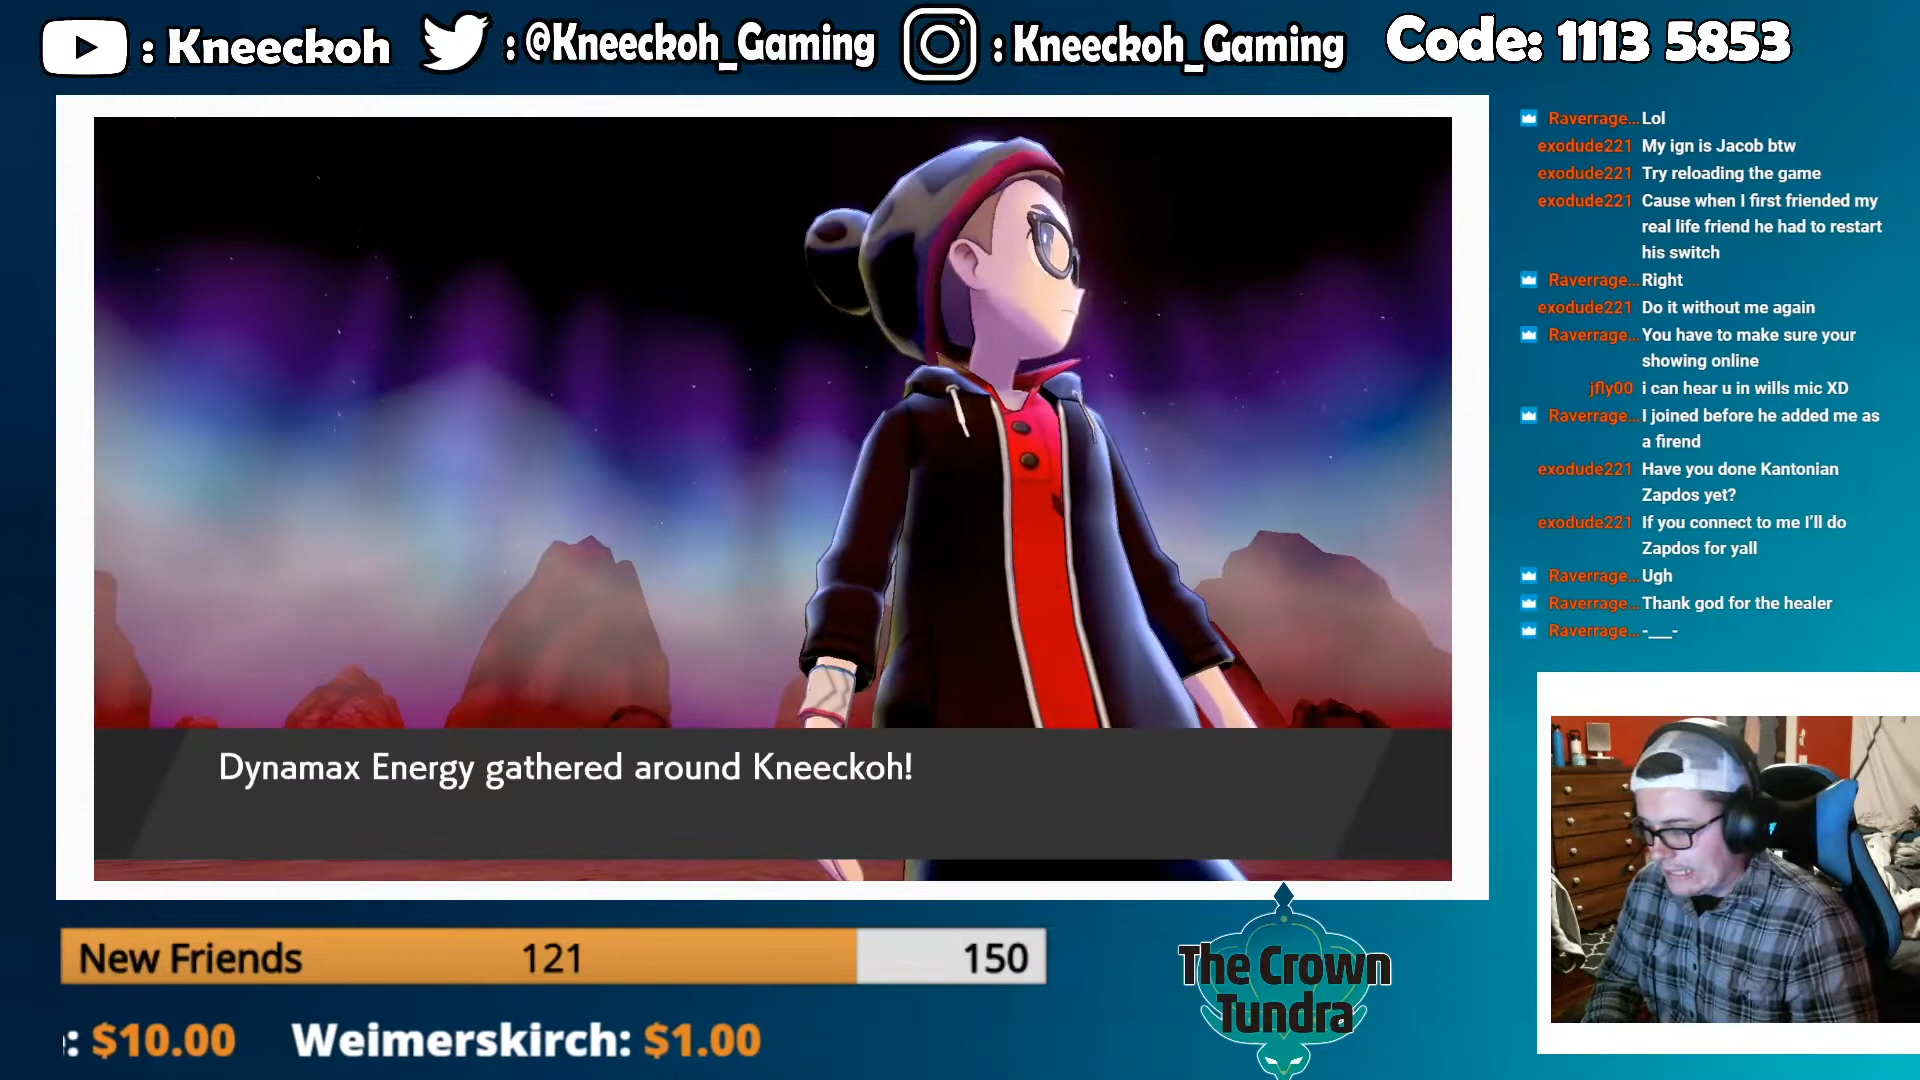 : Kneeckoh : @Kneeckoh_Gaming : Kneeckoh_Gaming Code: 1113 5853
Raverrage... Lol
exodude221 My ign is Jacob btw
exodude221 Try reloading the game
exodude221 Cause when I first friended my
real life friend he had to restart
his switch
Raverrage... Right
exodude221 Do it without me again
Raverrage... You have to make sure your
showing online
jfly00 i can hear u in wills mic XD
Raverrage... I joined before he added me as
a firend
exodude221 Have you done Kantonian
Zapdos yet?
exodude221 If you connect to me I'll do
Zapdos for yall
Raverrage... Ugh
Raverrage... Thank god for the healer
Raverrage... -___-
Dynamax Energy gathered around Kneeckoh!
New Friends 121 150
The Crown
Tundra
: $10.00 Weimerskirch: $1.00